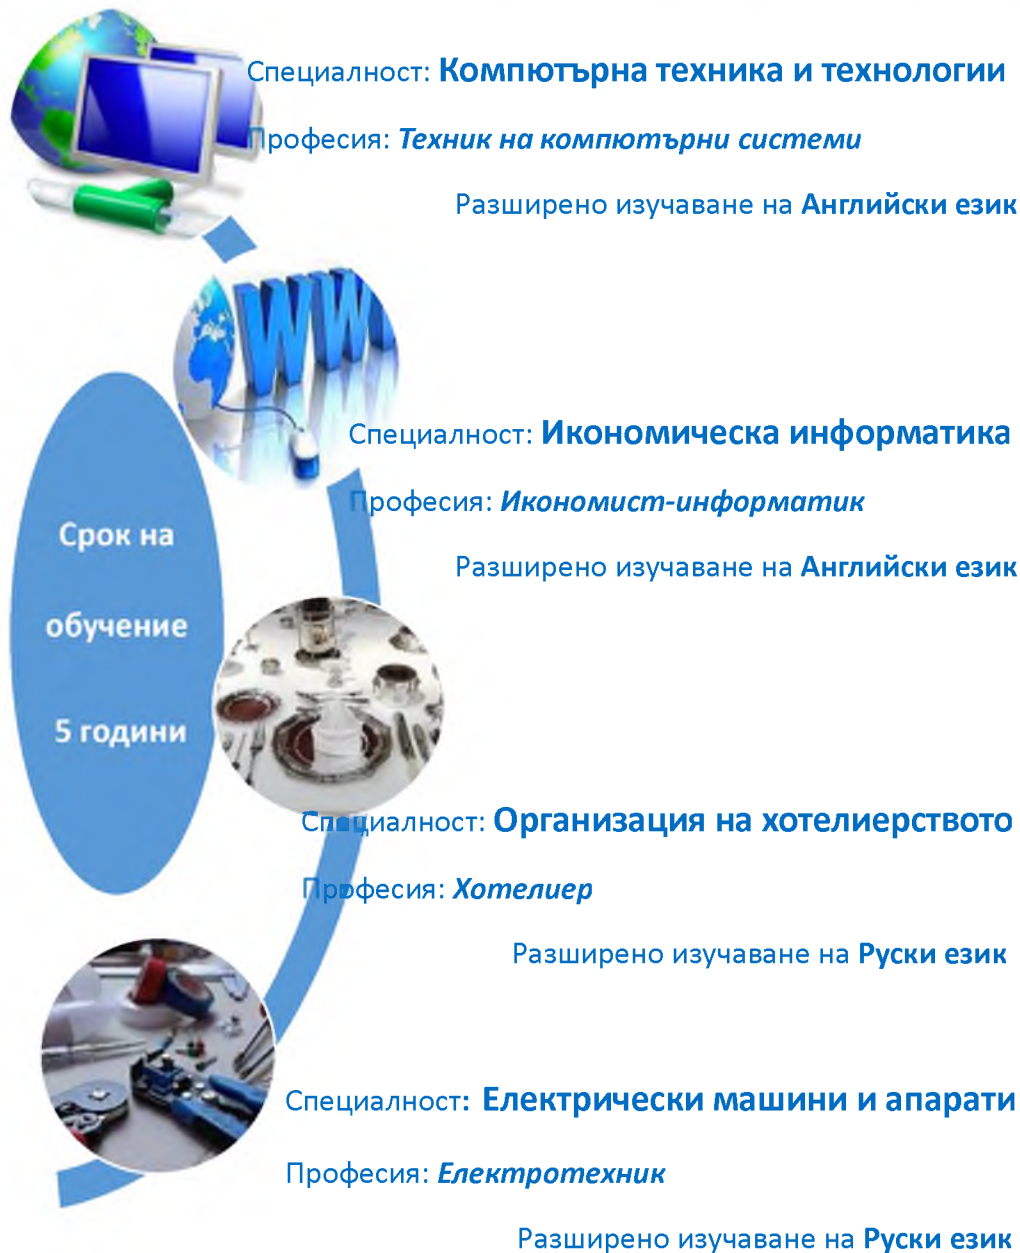 Специалност: Компютърна техника и технологии
Професия: Техник на компютърни системи
Разширено изучаване на Английски език
WWW
Специалност: Икономическа информатика
Професия: Икономист-информатик
Разширено изучаване на Английски език
Срок на
обучение
5 години
Специалност: Организация на хотелиерството
Професия: Хотелиер
Разширено изучаване на Руски език
Специалност: Електрически машини и апарати
Професия: Електротехник
Разширено изучаване на Руски език